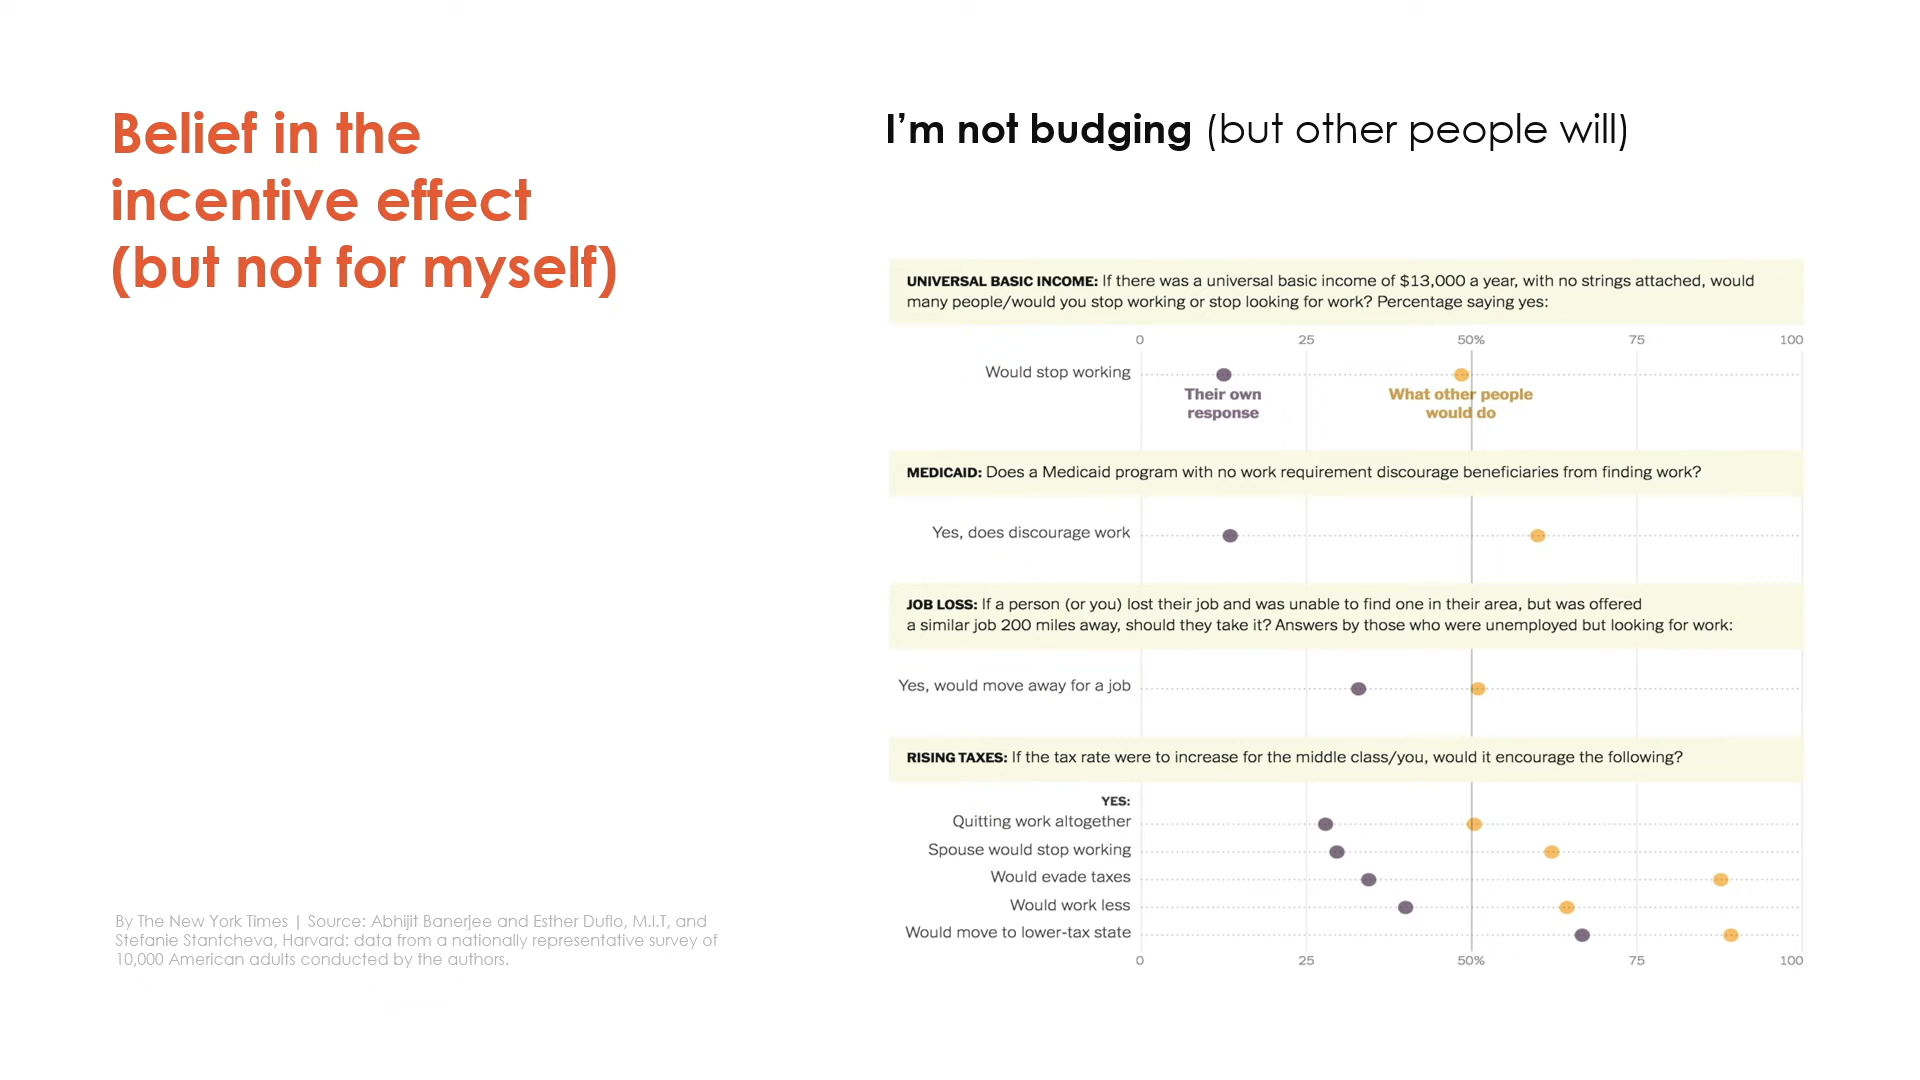 Belief in the
incentive effect
(but not for myself)
I'm not budging (but other people will)
UNIVERSAL BASIC INCOME: If there was a universal basic income of $13,000 a year, with no strings attached, would
many people/would you stop working or stop looking for work? Percentage saying yes:
0 25 50% 75 100
Would stop working
Their own
response
What other people
would do
MEDICAID: Does a Medicaid program with no work requirement discourage beneficiaries from finding work?
Yes, does discourage work
JOB LOSS: If a person (or you) lost their job and was unable to find one in their area, but was offered
a similar job 200 miles away, should they take it? Answers by those who were unemployed but looking for work:
Yes, would move away for a job
RISING TAXES: If the tax rate were to increase for the middle class/you, would it encourage the following?
YES:
Quitting work altogether
Spouse would stop working
Would evade taxes
Would work less
Would move to lower-tax state
0 25 50% 75 100
By The New York Times | Source: Abhijit Banerjee and Esther Duflo, M.I.T, and
Stefanie Stantcheva, Harvard: data from a nationally representative survey of
10,000 American adults conducted by the authors.